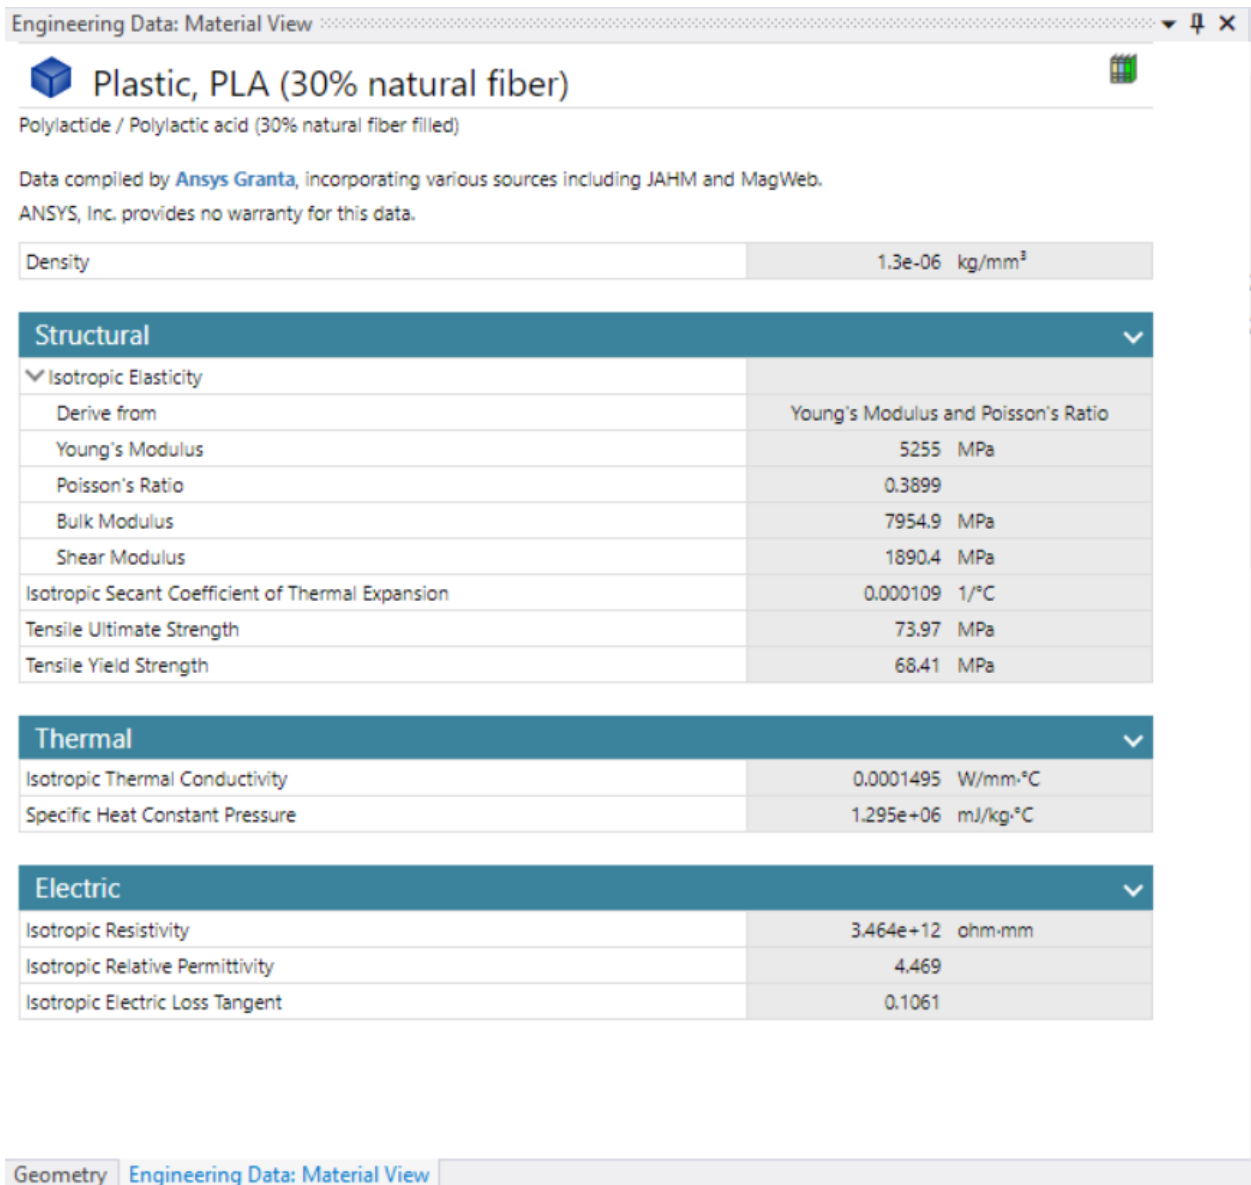 Engineering Data: Material View
Plastic, PLA (30% natural fiber)
Polylactide / Polylactic acid (30% natural fiber filled)
Data compiled by Ansys Granta, incorporating various sources including JAHM and MagWeb.
ANSYS, Inc. provides no warranty for this data.
Density 1.3e-06 kg/mm³
Structural
Isotropic Elasticity
Derive from Young's Modulus and Poisson's Ratio
Young's Modulus 5255 MPa
Poisson's Ratio 0.3899
Bulk Modulus 7954.9 MPa
Shear Modulus 1890.4 MPa
Isotropic Secant Coefficient of Thermal Expansion 0.000109 1/°C
Tensile Ultimate Strength 73.97 MPa
Tensile Yield Strength 68.41 MPa
Thermal
Isotropic Thermal Conductivity 0.0001495 W/mm·°C
Specific Heat Constant Pressure 1.295e+06 mJ/kg·°C
Electric
Isotropic Resistivity 3.464e+12 ohm·mm
Isotropic Relative Permittivity 4.469
Isotropic Electric Loss Tangent 0.1061
Geometry Engineering Data: Material View